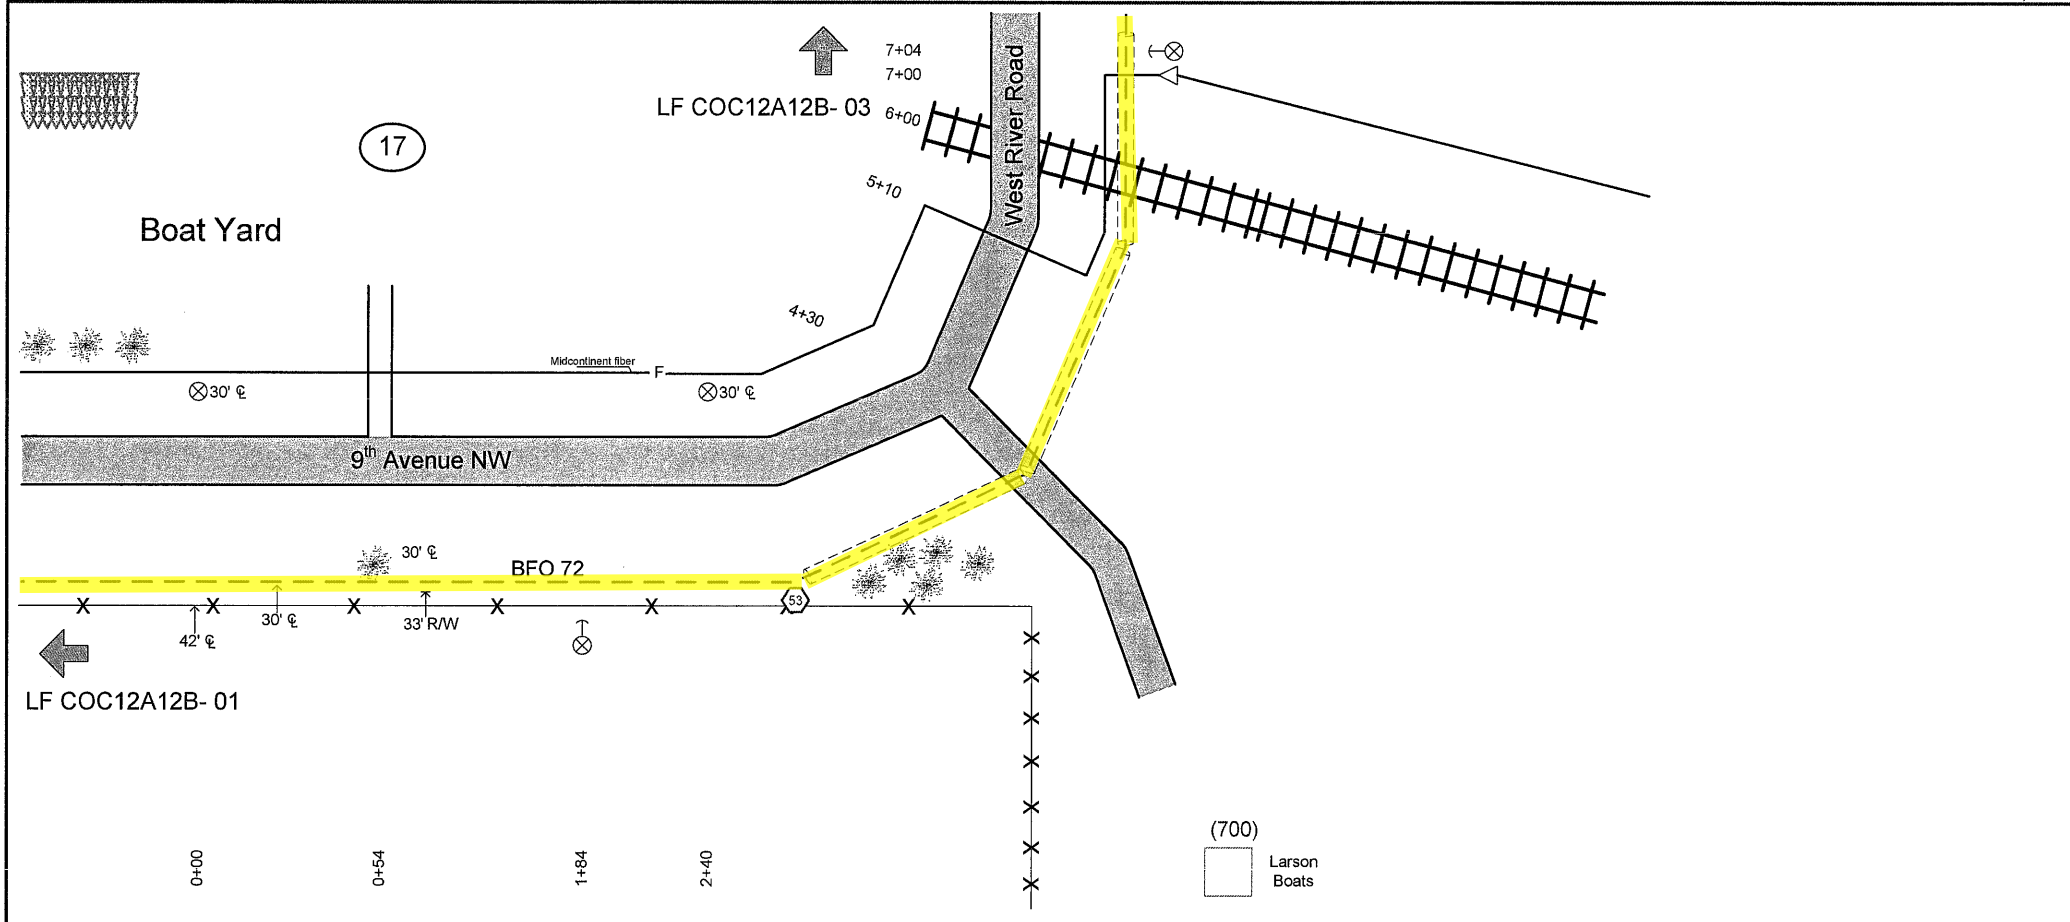 7+04
7+00
LF COC12A12B- 03
6+00
West River Road
17
5+10
Boat Yard
4+30
Midcontinent fiber
F
30' ℄
30' ℄
9th Avenue NW
30' ℄
BFO 72
53
30' ℄
33' R/W
42' ℄
LF COC12A12B- 01
0+00
0+54
1+84
2+40
(700)
Larson
Boats